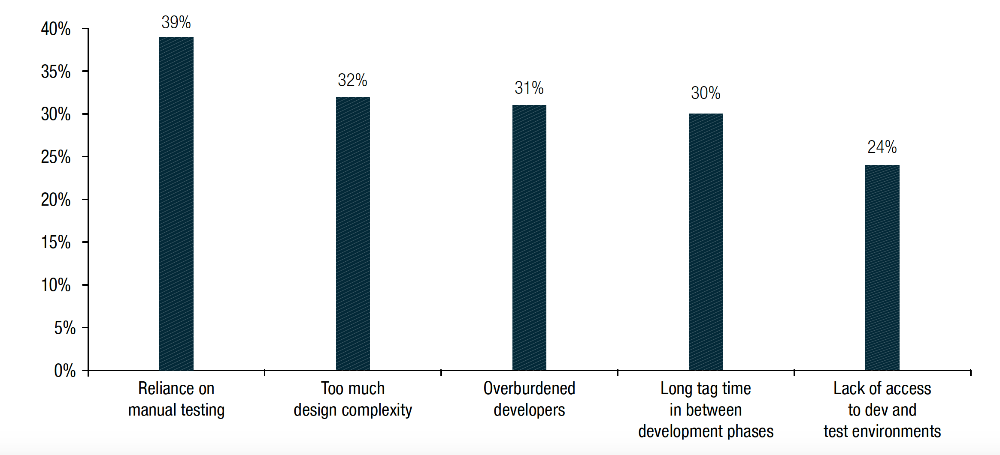 40%
35%
30%
25%
20%
15%
10%
5%
0%
39%
32%
31%
30%
24%
Reliance on
manual testing
Too much
design complexity
Overburdened
developers
Long tag time
in between
development phases
Lack of access
to dev and
test environments